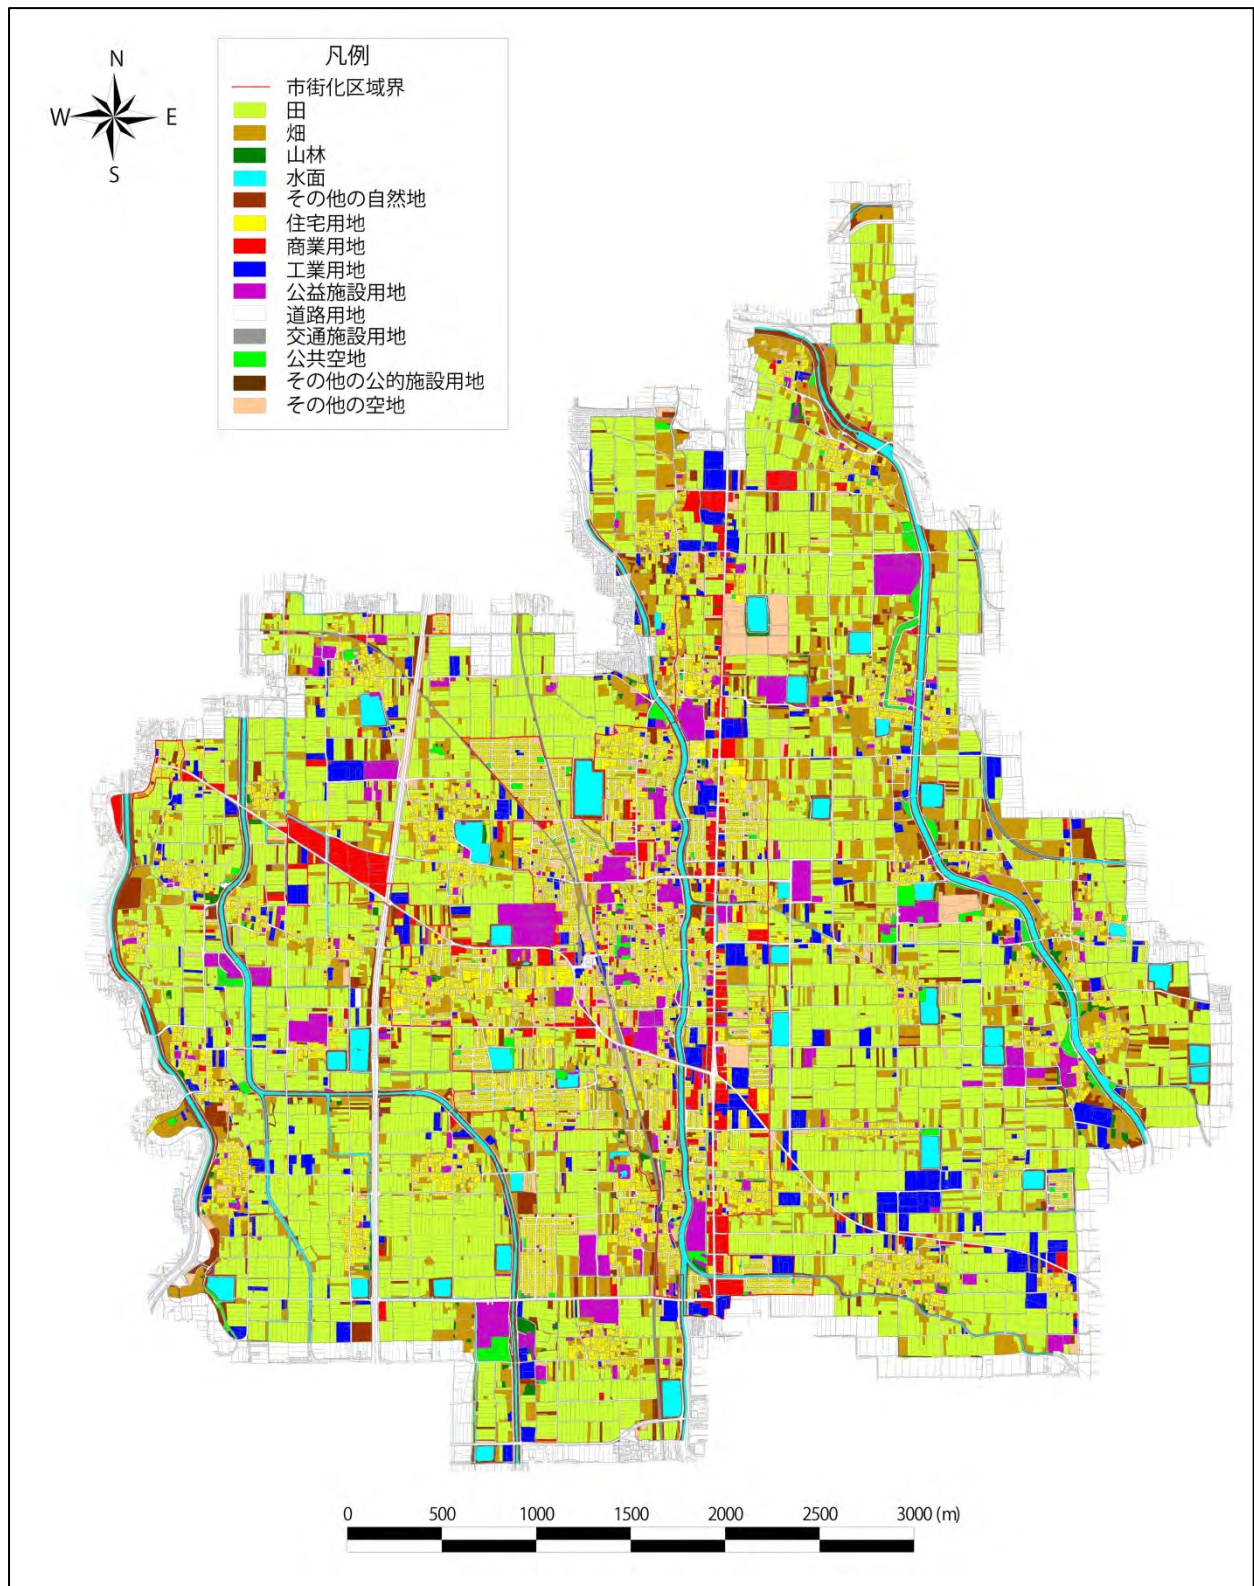 N
W
E
S
凡例
市街化区域界
田
畑
山林
水面
その他の自然地
住宅用地
商業用地
工業用地
公益施設用地
道路用地
交通施設用地
公共空地
その他の公的施設用地
その他の空地
0 500 1000 1500 2000 2500 3000 (m)